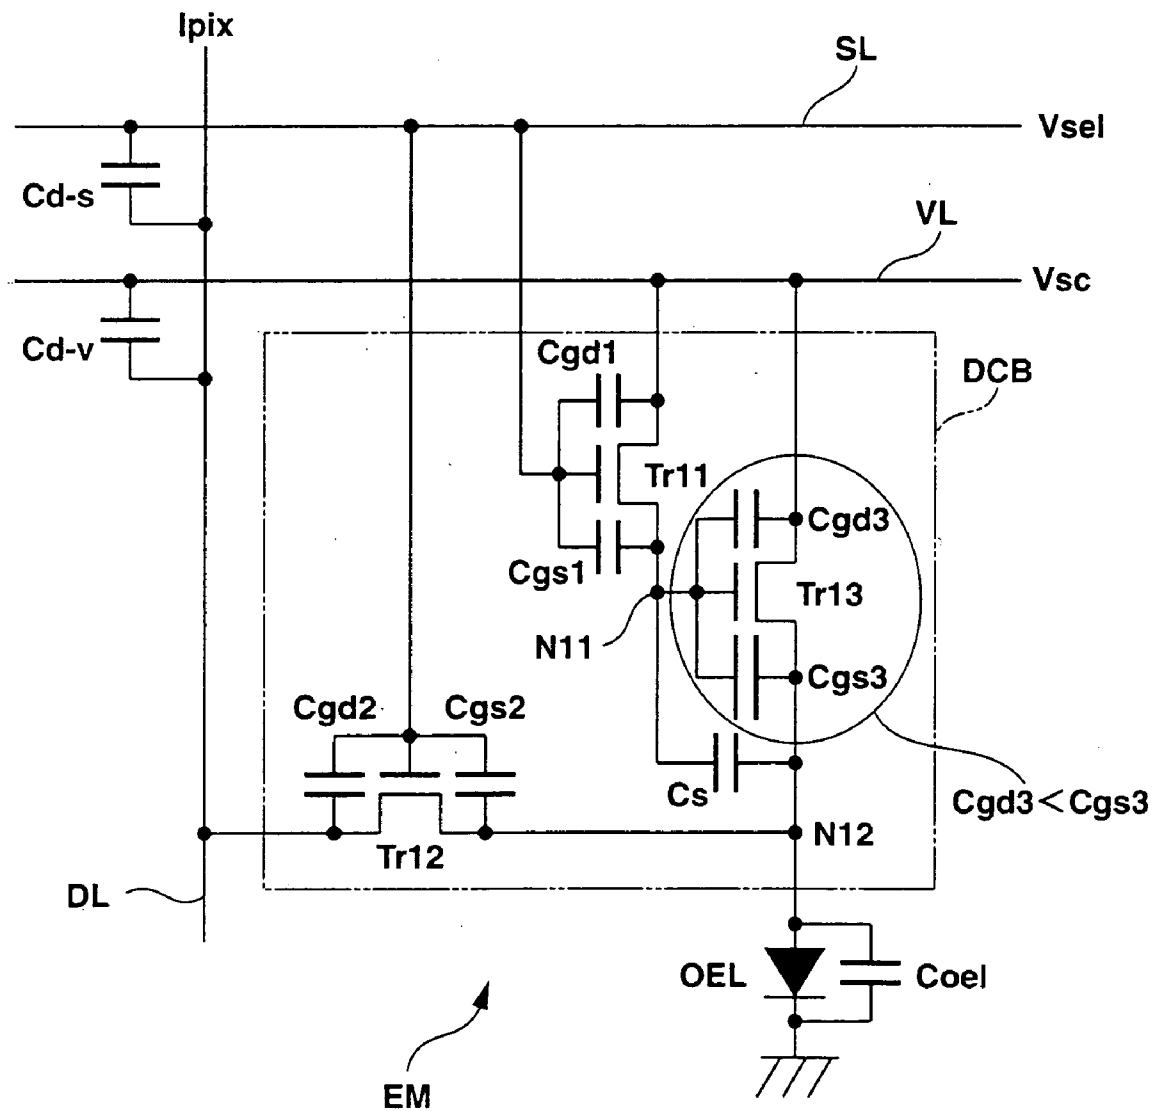 Ipix
SL
Vsel
Cd-s
VL
Vsc
Cd-v
Cgd1
DCB
Tr11
Cgd3
Cgs1
Tr13
N11
Cgs3
Cgd2 Cgs2
Cs
Cgd3<Cgs3
N12
Tr12
DL
OEL
Coel
EM